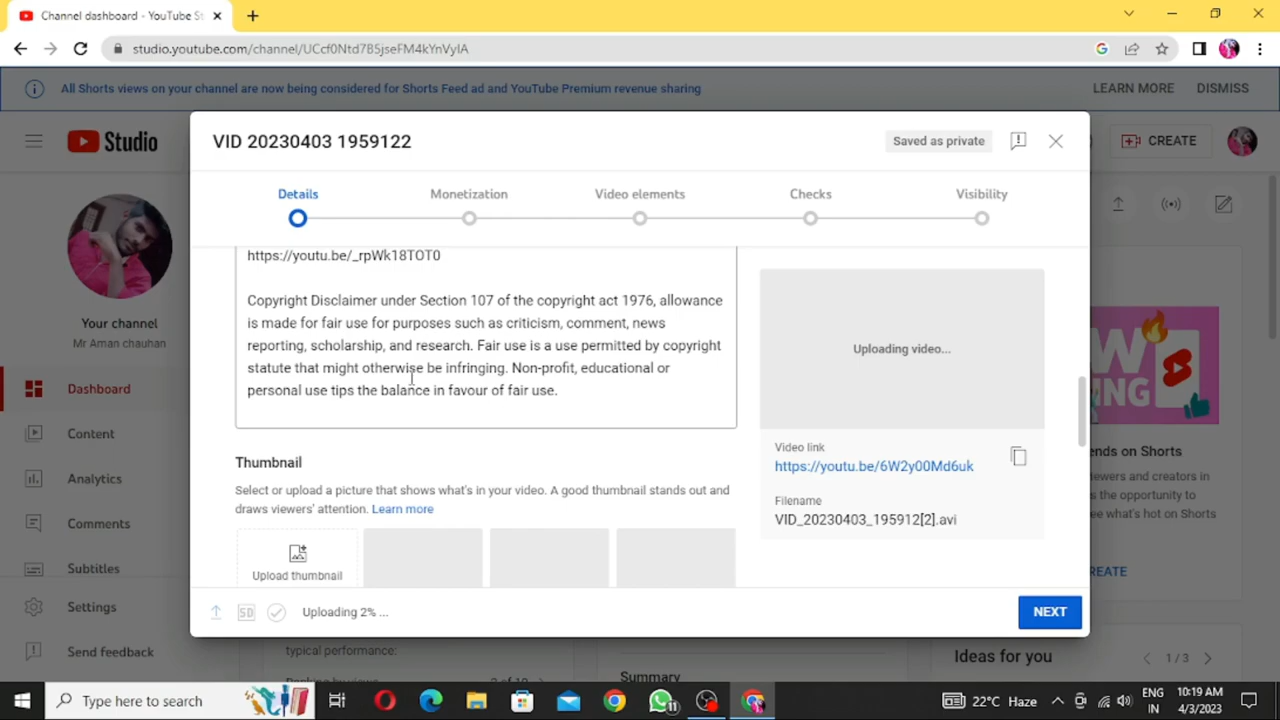 Channel dashboard - YouTube St
studio.youtube.com/channel/UCcf0Ntd7B5jseFM4kYnVyIA
All Shorts views on your channel are now being considered for Shorts Feed ad and YouTube Premium revenue sharing
LEARN MORE
DISMISS
Studio
VID 20230403 1959122
Saved as private
CREATE
Details
Monetization
Video elements
Checks
Visibility
https://youtu.be/_rpWk18TOT0
Copyright Disclaimer under Section 107 of the copyright act 1976, allowance
is made for fair use for purposes such as criticism, comment, news
reporting, scholarship, and research. Fair use is a use permitted by copyright
statute that might otherwise be infringing. Non-profit, educational or
personal use tips the balance in favour of fair use.
Uploading video...
Your channel
Mr Aman chauhan
Dashboard
Content
Analytics
Comments
Subtitles
Settings
Send feedback
Video link
https://youtu.be/6W2y00Md6uk
Filename
VID_20230403_195912[2].avi
Thumbnail
Select or upload a picture that shows what's in your video. A good thumbnail stands out and
draws viewers' attention. Learn more
Upload thumbnail
Uploading 2% ...
NEXT
W
NG
ends on Shorts
viewers and creators in
s the opportunity to
ee what's hot on Shorts
REATE
typical performance:
Summary
Ideas for you
1 / 3
Type here to search
11
22°C Haze
ENG
IN
10:19 AM
4/3/2023